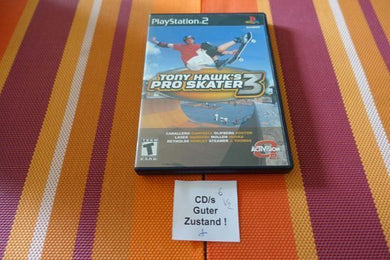 PlayStation 2
TONY HAWK'S
PRO SKATER 3
CABALLERO CAMPBELL GLIFBERG KOSTON
LASEK MARGERA MULLEN MUSKA
REYNOLDS ROWLEY STEAMER THOMAS
T
ACTIVISION
CD/s
Guter
Zustand !